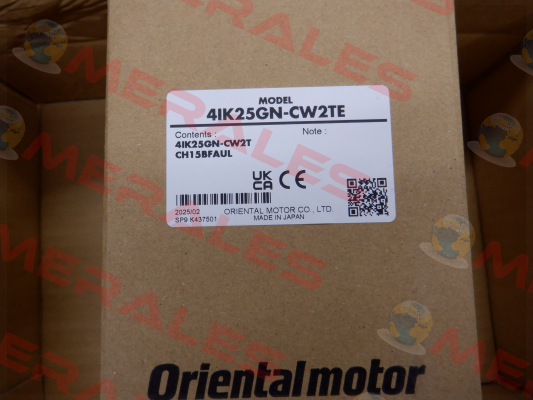 MODEL
4IK25GN-CW2TE
Contents :
Note :
4IK25GN-CW2T
CH15BFAUL
UK
CA
CE
2025/02
ORIENTAL MOTOR CO., LTD.
SP9 K437501
MADE IN JAPAN
Orientalmotor
MERALES
MERALES
MERALES
MERALES